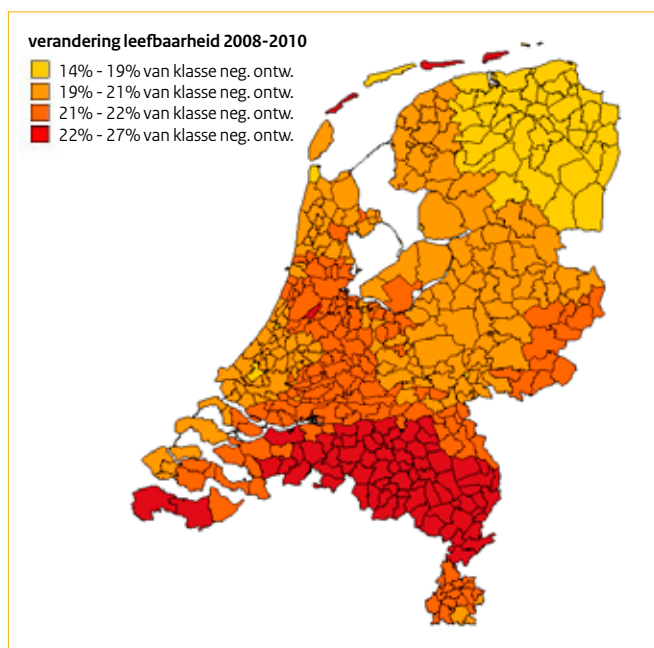 verandering leefbaarheid 2008-2010
14% - 19% van klasse neg. ontw.
19% - 21% van klasse neg. ontw.
21% - 22% van klasse neg. ontw.
22% - 27% van klasse neg. ontw.